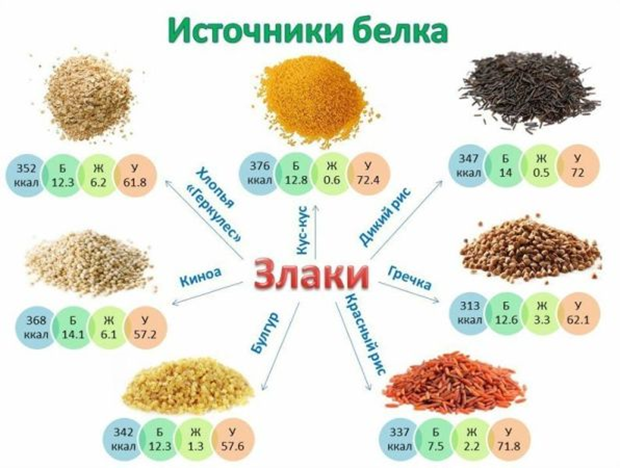 Источники белка
352
ккал
Б
12.3
Ж
6.2
У
61.8
Хлопья
«Геркулес»
376
ккал
Б
12.8
Ж
0.6
У
72.4
Кус-кус
347
ккал
Б
14
Ж
0.5
У
72
Дикий рис
Злаки
Киноа
368
ккал
Б
14.1
Ж
6.1
У
57.2
Гречка
313
ккал
Б
12.6
Ж
3.3
У
62.1
Булгур
342
ккал
Б
12.3
Ж
1.3
У
57.6
Красный рис
337
ккал
Б
7.5
Ж
2.2
У
71.8